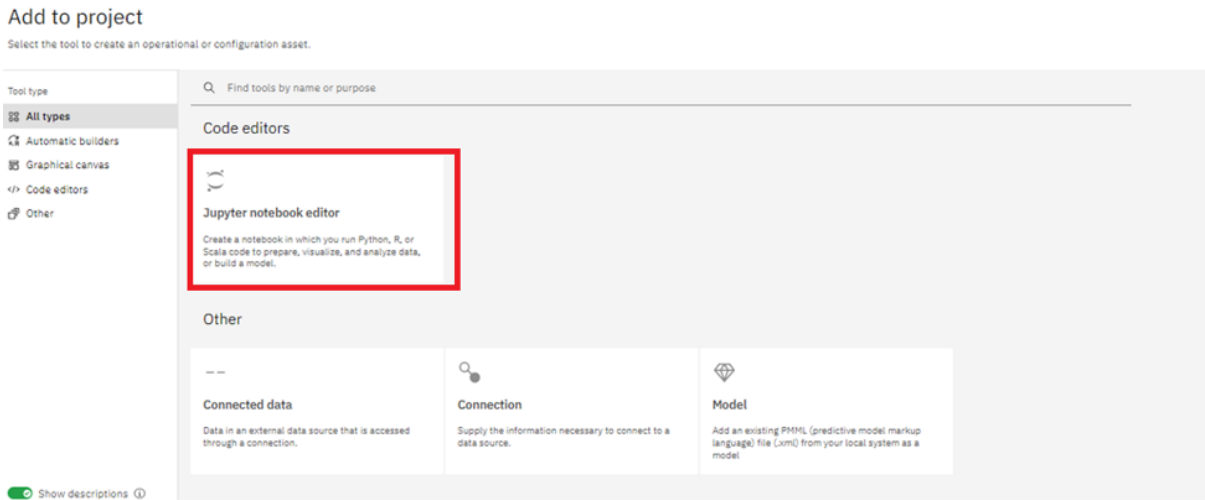 Add to project
Select the tool to create an operational or configuration asset.
Tool type
All types
Automatic builders
Graphical canvas
Code editors
Other
Show descriptions
Find tools by name or purpose
Code editors
Jupyter notebook editor
Create a notebook in which you run Python, R, or
Scala code to prepare, visualize, and analyze data,
or build a model.
Other
Connected data
Data in an external data source that is accessed
through a connection.
Connection
Supply the information necessary to connect to a
data source.
Model
Add an existing PMML (predictive model markup
language) file (.xml) from your local system as a
model